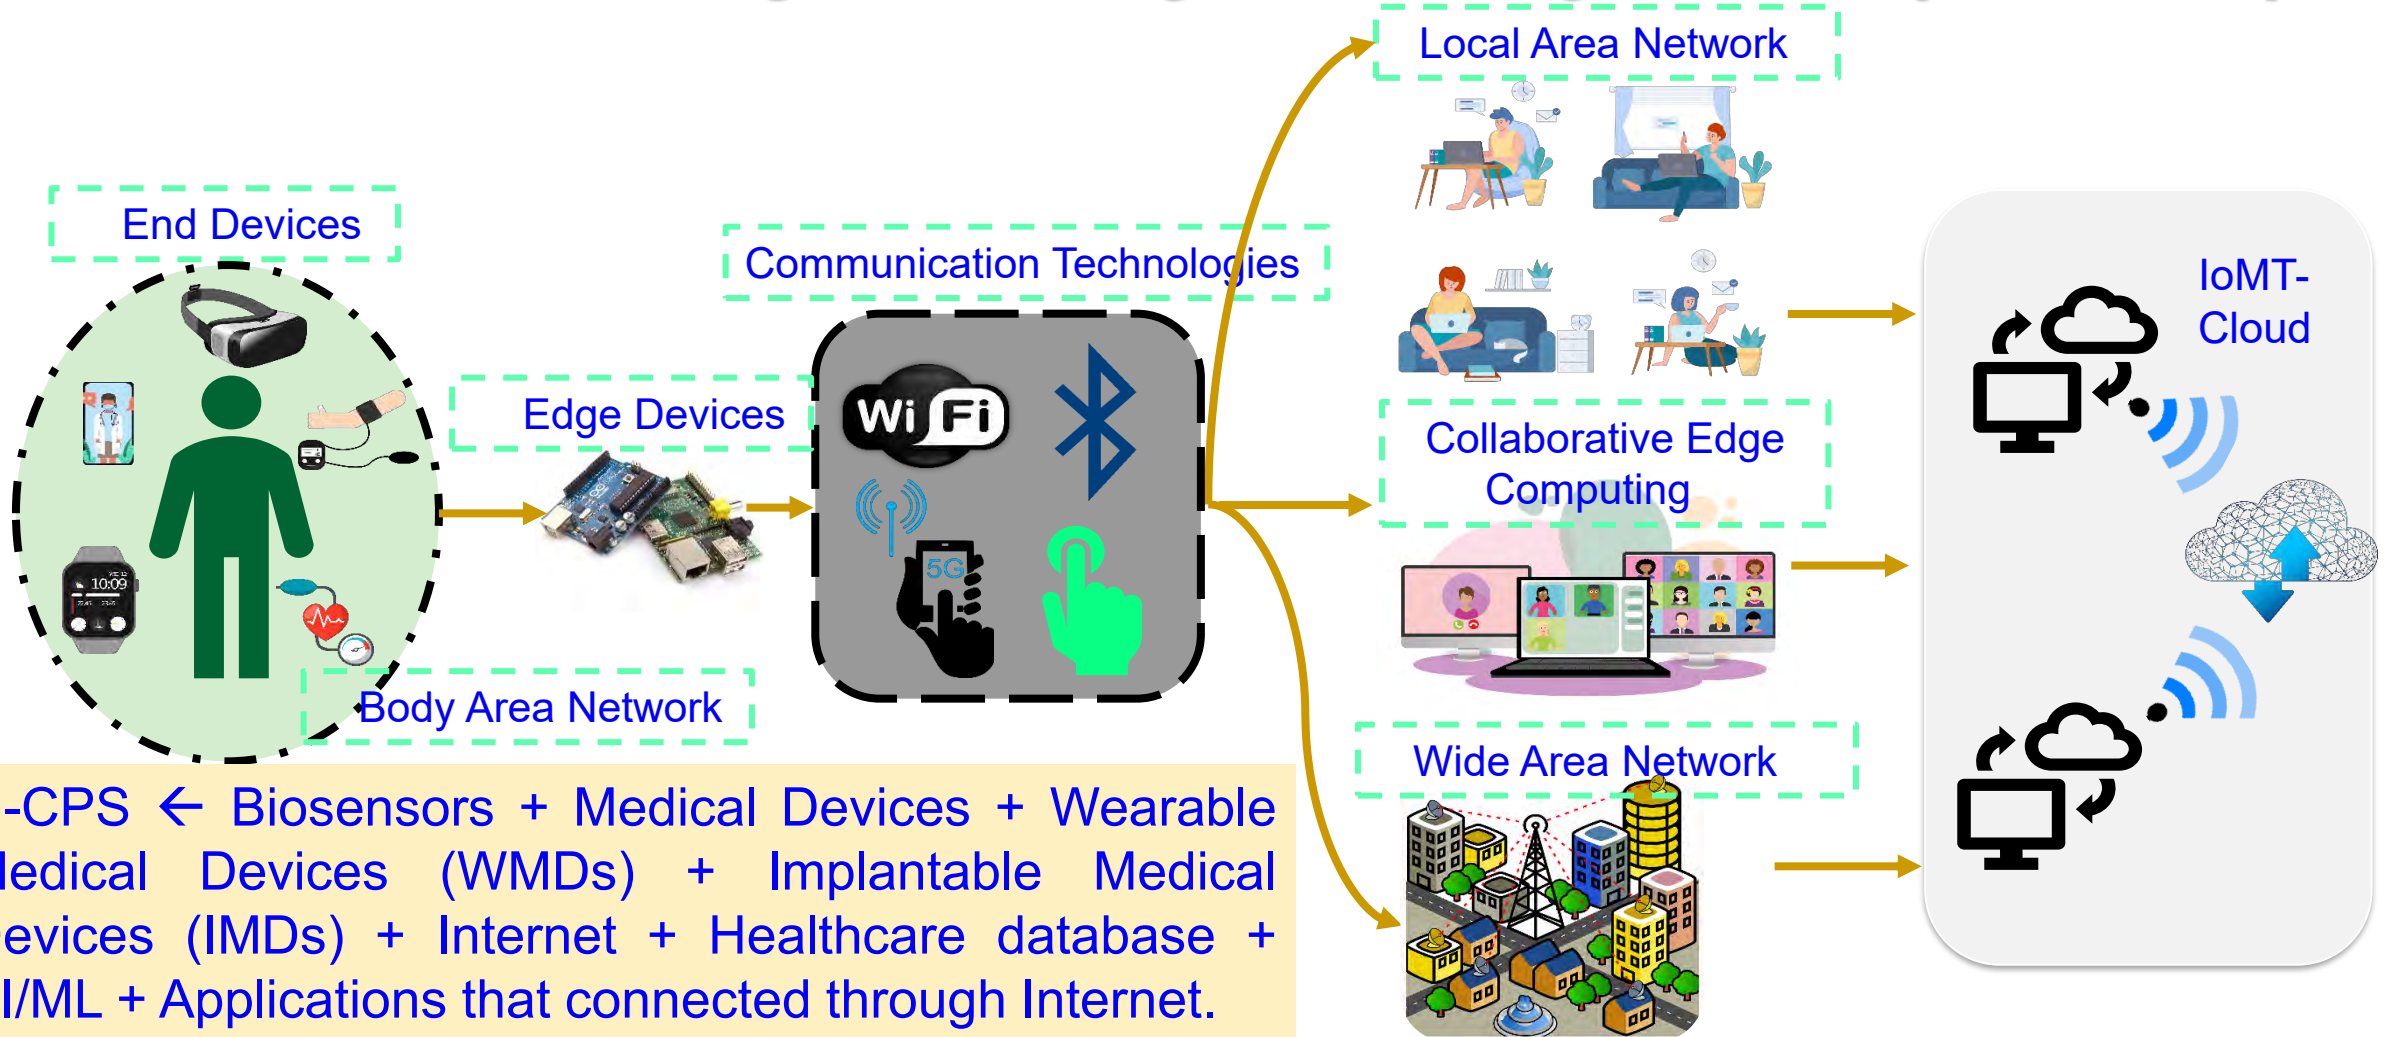 Local Area Network
End Devices
Communication Technologies
IoMT-
Cloud
Edge Devices
Wi Fi
Collaborative Edge
Computing
5G
10:09
Body Area Network
Wide Area Network
-CPS ← Biosensors + Medical Devices + Wearable
edical Devices (WMDs) + Implantable Medical
evices (IMDs) + Internet + Healthcare database +
I/ML + Applications that connected through Internet.